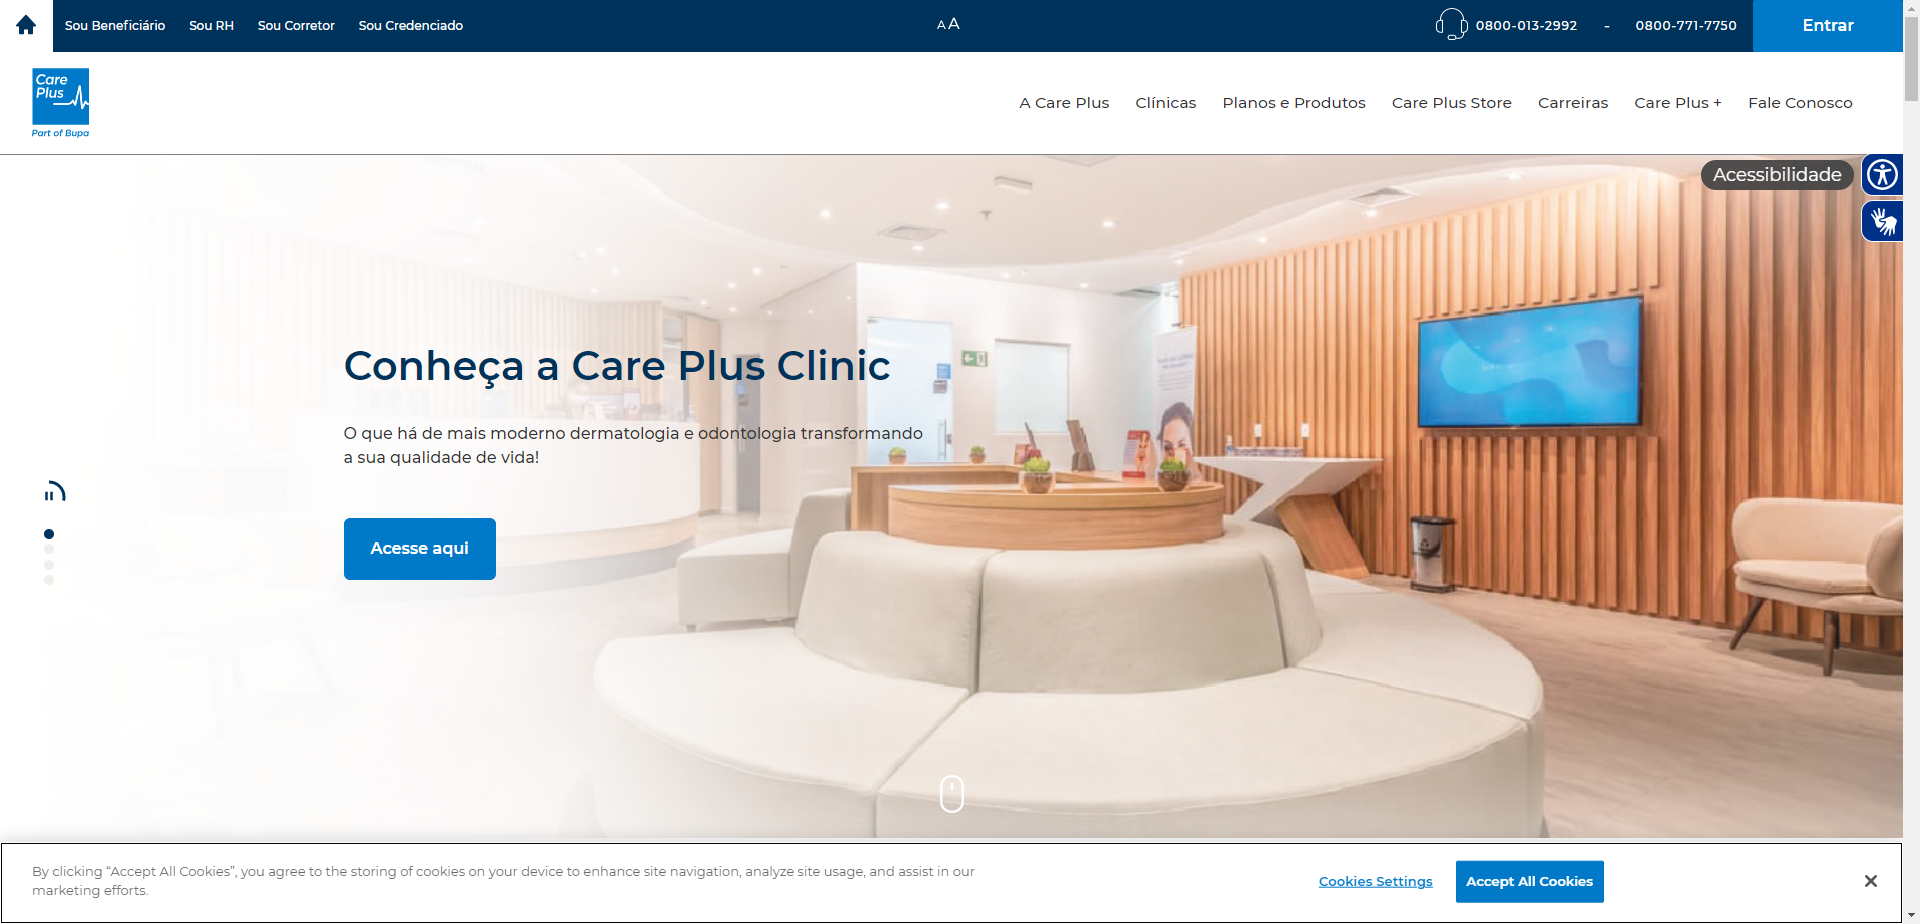 Sou Beneficiário
Sou RH
Sou Corretor
Sou Credenciado
A A
0800-013-2992 - 0800-771-7750
Entrar
Care Plus
Part of Bupa
A Care Plus
Clínicas
Planos e Produtos
Care Plus Store
Carreiras
Care Plus +
Fale Conosco
Acessibilidade
Conheça a Care Plus Clinic
O que há de mais moderno dermatologia e odontologia transformando
a sua qualidade de vida!
Acesse aqui
By clicking “Accept All Cookies”, you agree to the storing of cookies on your device to enhance site navigation, analyze site usage, and assist in our
marketing efforts.
Cookies Settings
Accept All Cookies